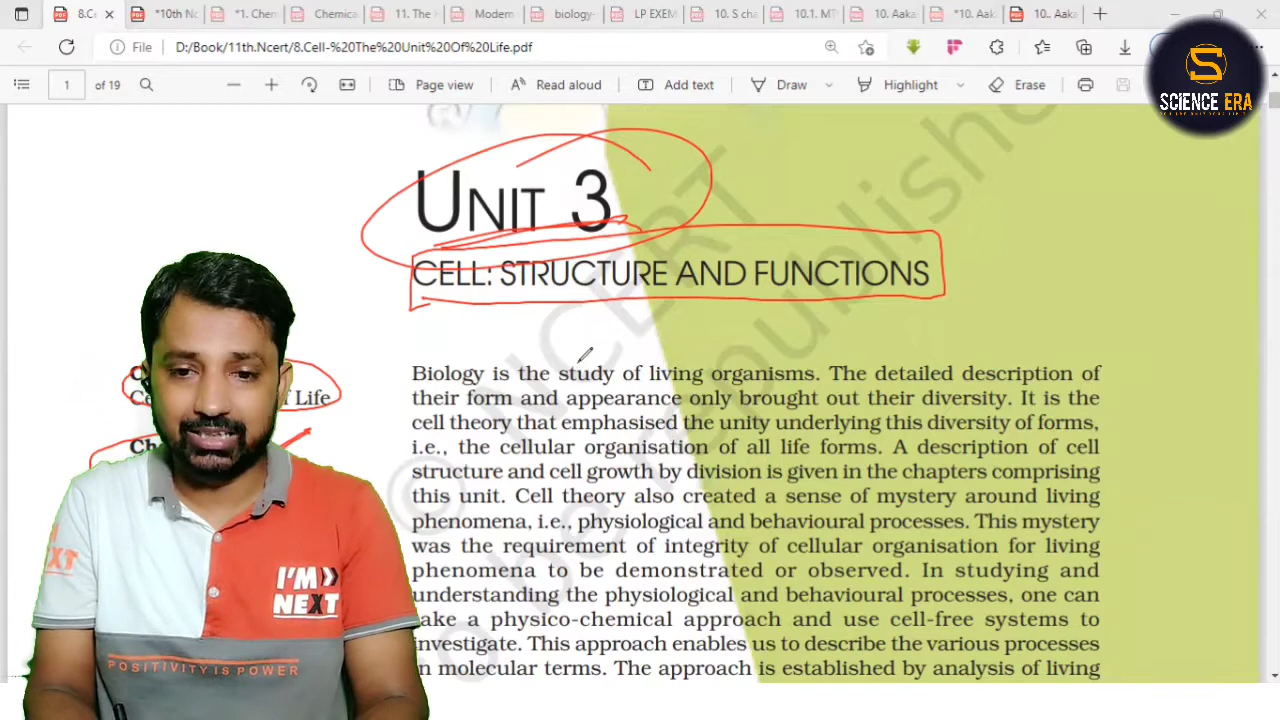 8.Cel
*10th No
*1. Chem
Chemica
11. The H
Modern
biology-
LP EXEM
10. S cha
10.1. MT
10. Aaka
*10. Aak
10.. Aaka
File
D:/Book/11th.Ncert/8.Cell-%20The%20Unit%20Of%20Life.pdf
1 of 19
Page view
Read aloud
Add text
Draw
Highlight
Erase
S
SCIENCE ERA
UNIT 3
CELL: STRUCTURE AND FUNCTIONS
© NCERT
Biology is the study of living organisms. The detailed description of
their form and appearance only brought out their diversity. It is the
cell theory that emphasised the unity underlying this diversity of forms,
i.e., the cellular organisation of all life forms. A description of cell
structure and cell growth by division is given in the chapters comprising
this unit. Cell theory also created a sense of mystery around living
phenomena, i.e., physiological and behavioural processes. This mystery
was the requirement of integrity of cellular organisation for living
phenomena to be demonstrated or observed. In studying and
understanding the physiological and behavioural processes, one can
take a physico-chemical approach and use cell-free systems to
investigate. This approach enables us to describe the various processes
in molecular terms. The approach is established by analysis of living
Life
Ch
I'M
NEXT
POSITIVITY IS POWER